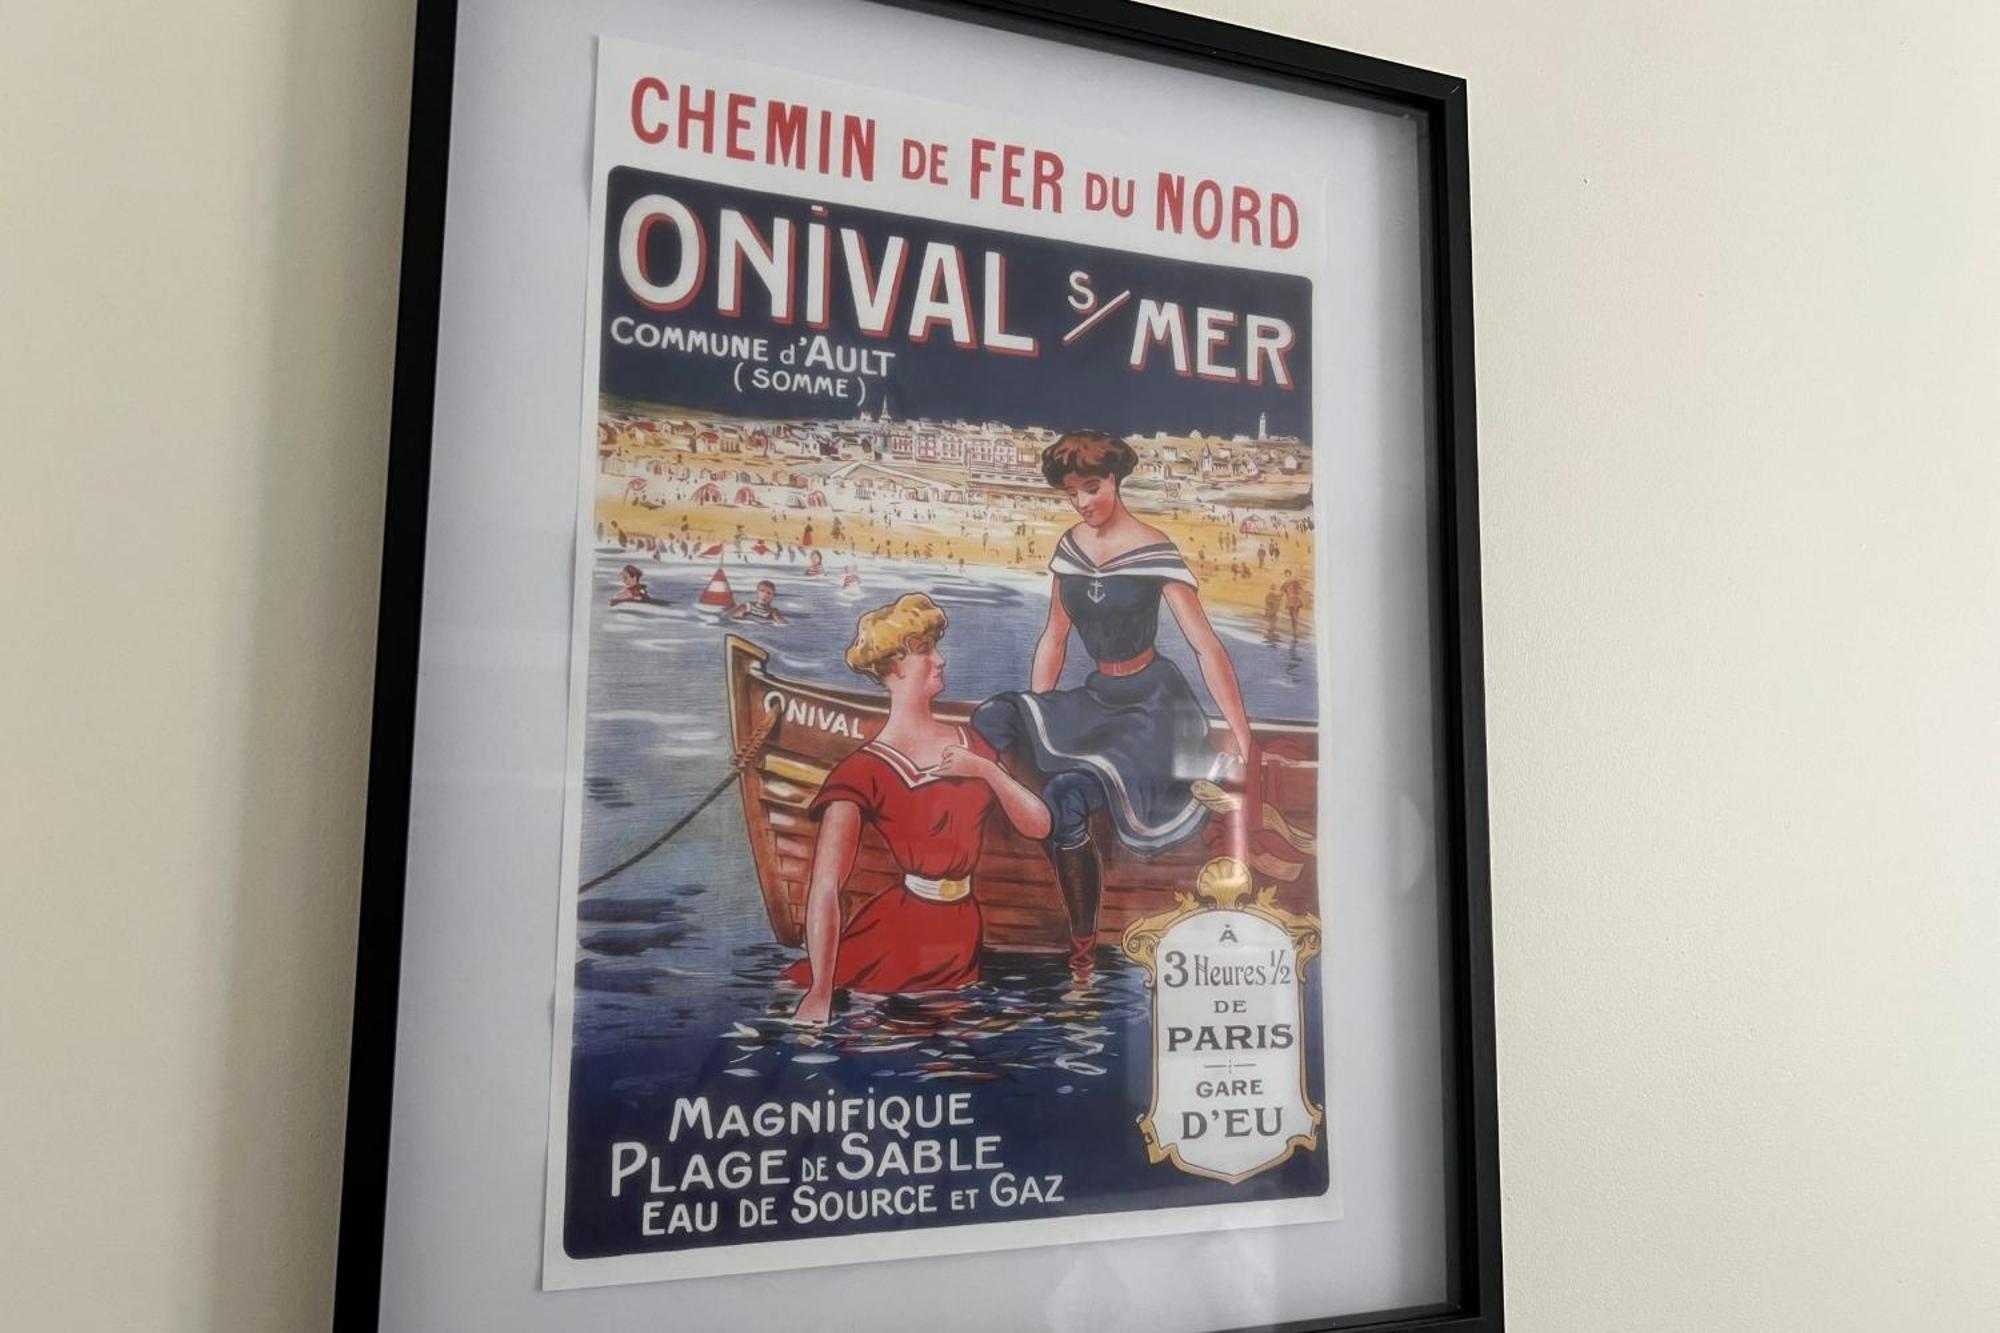 CHEMIN DE FER DU NORD
ONIVAL S/MER
COMMUNE d'AULT
(SOMME)
ONIVAL
À
3 Heures ½
DE
PARIS
GARE
D'EU
MAGNIFIQUE
PLAGE DE SABLE
EAU DE SOURCE ET GAZ